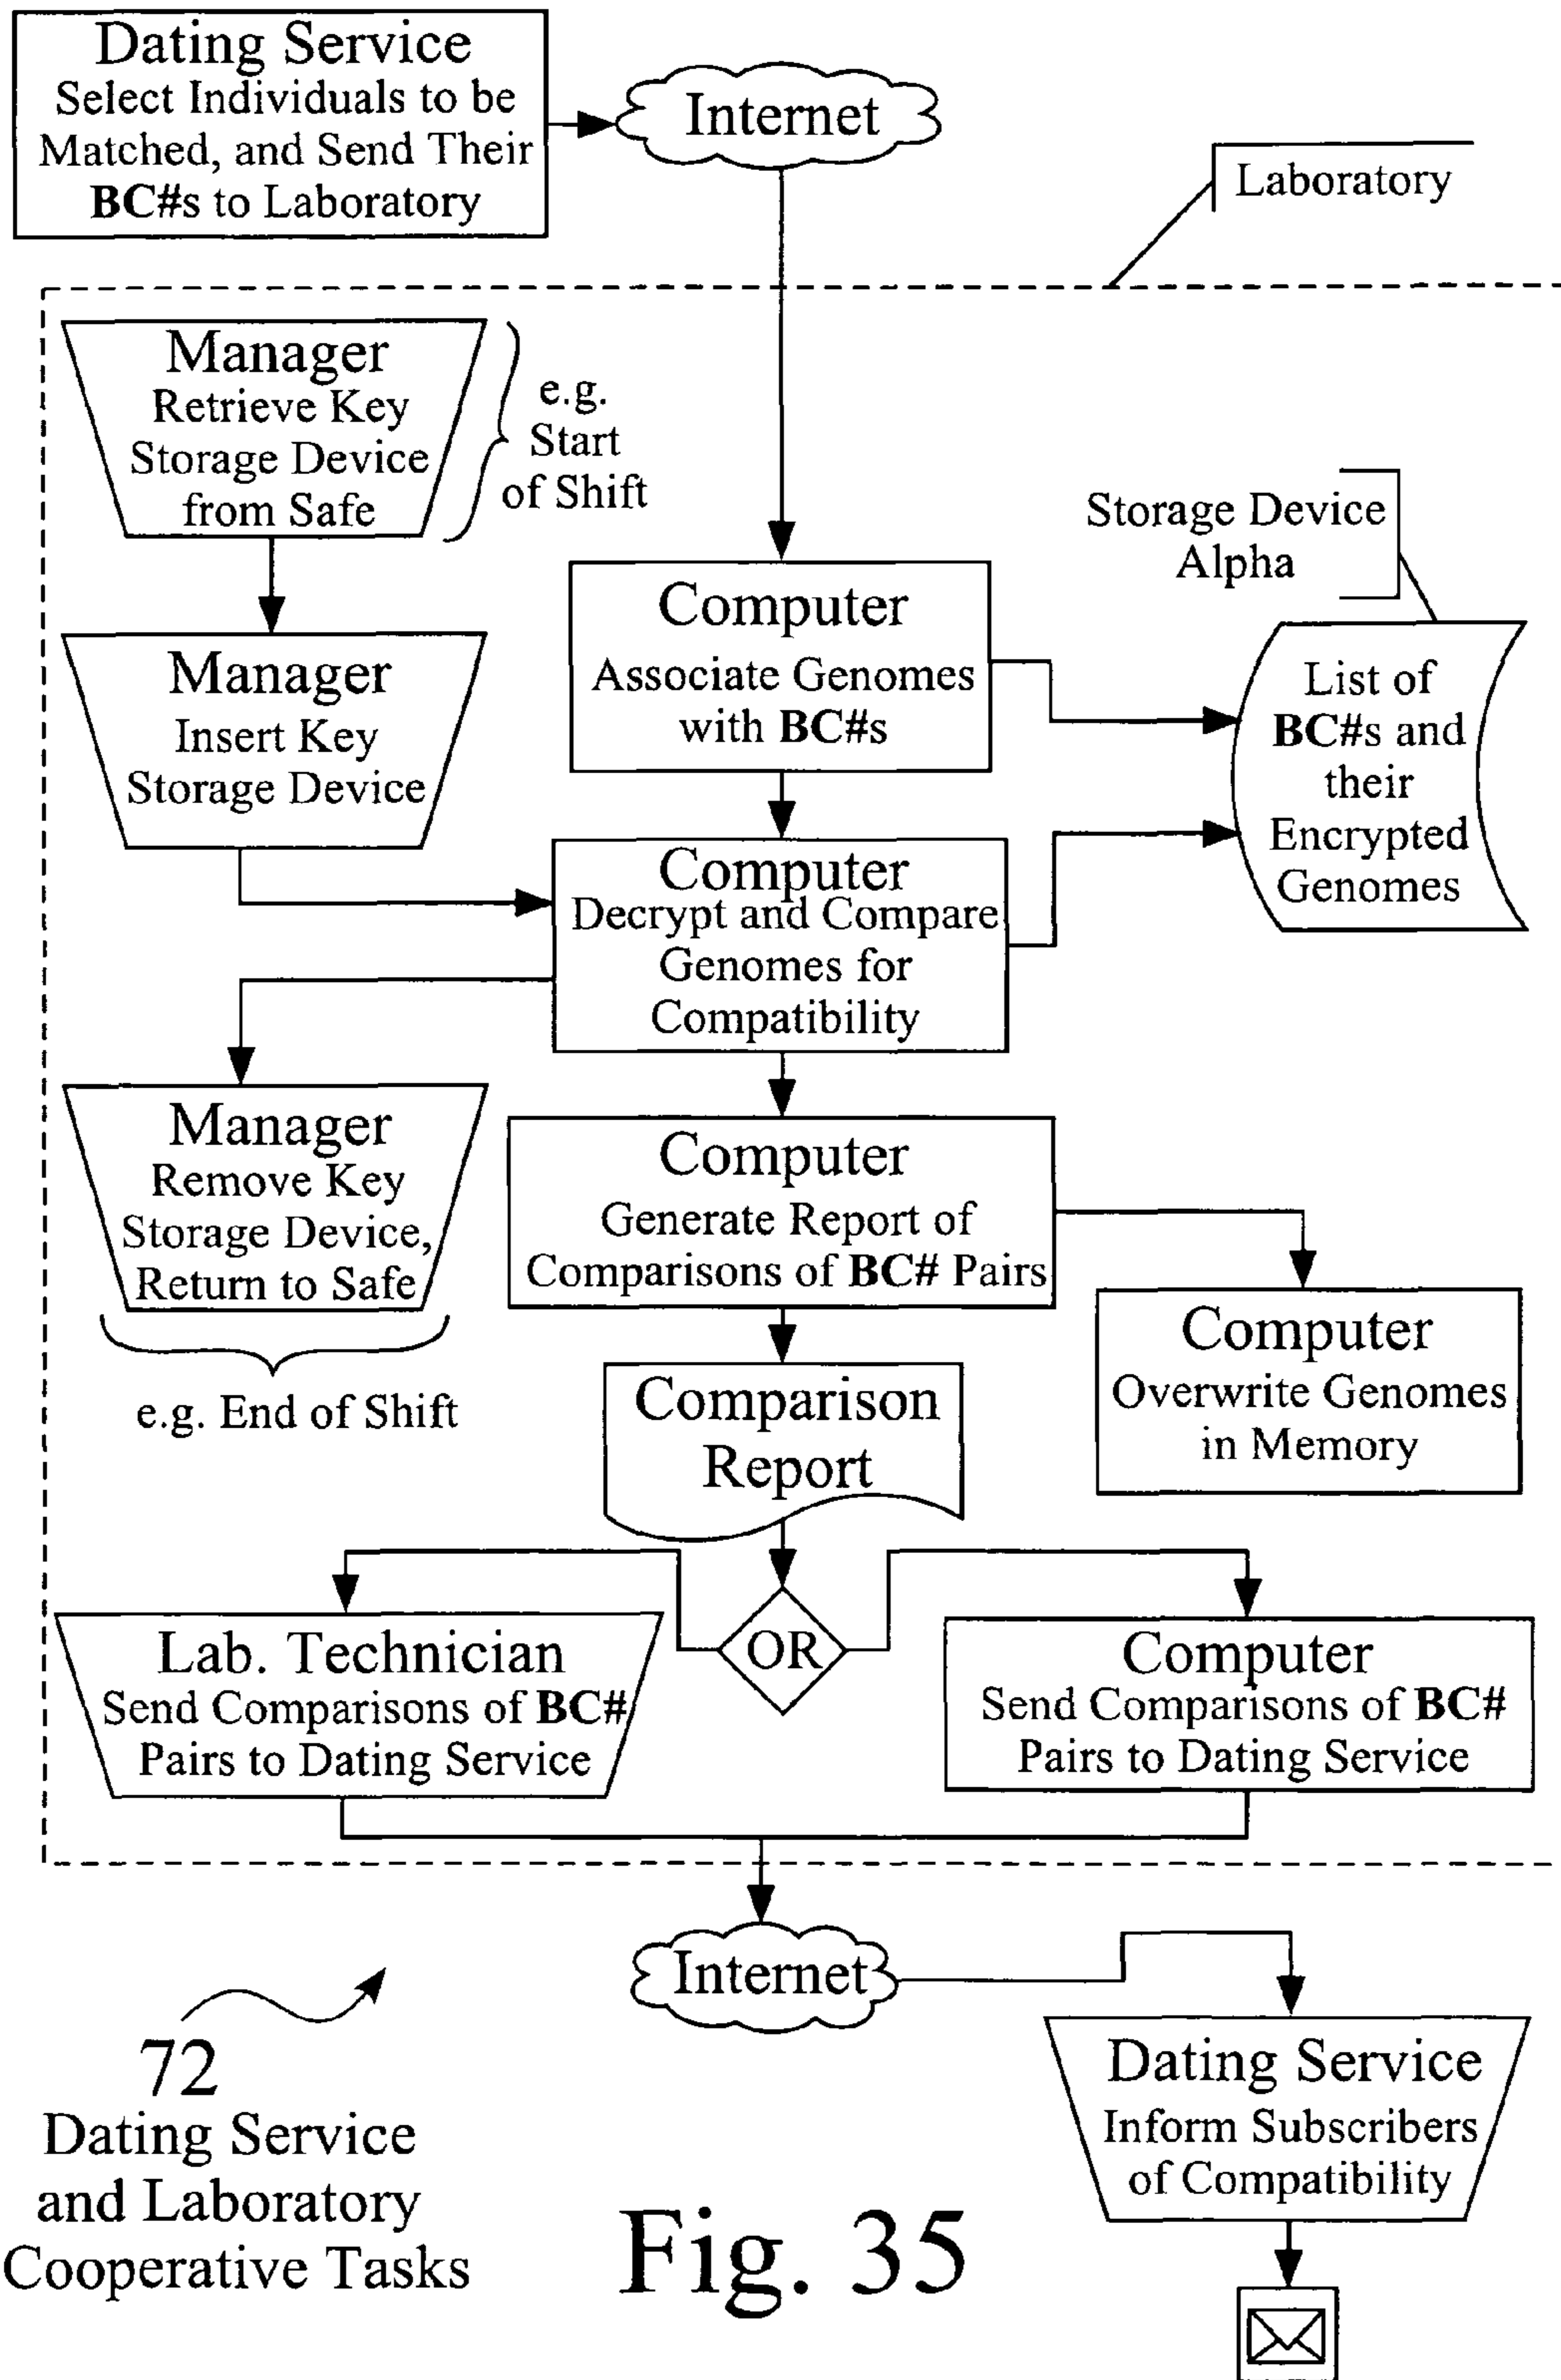 Dating Service
Select Individuals to be
Matched, and Send Their
BC#s to Laboratory
Internet
Laboratory
Manager
Retrieve Key
Storage Device
from Safe
e.g.
Start
of Shift
Storage Device
Alpha
Computer
Associate Genomes
with BC#s
Manager
Insert Key
Storage Device
List of
BC#s and
their
Encrypted
Genomes
Computer
Decrypt and Compare
Genomes for
Compatibility
Manager
Remove Key
Storage Device,
Return to Safe
e.g. End of Shift
Computer
Generate Report of
Comparisons of BC# Pairs
Computer
Overwrite Genomes
in Memory
Comparison
Report
OR
Lab. Technician
Send Comparisons of BC#
Pairs to Dating Service
Computer
Send Comparisons of BC#
Pairs to Dating Service
Internet
Dating Service
Inform Subscribers
of Compatibility
72
Dating Service
and Laboratory
Cooperative Tasks
Fig. 35